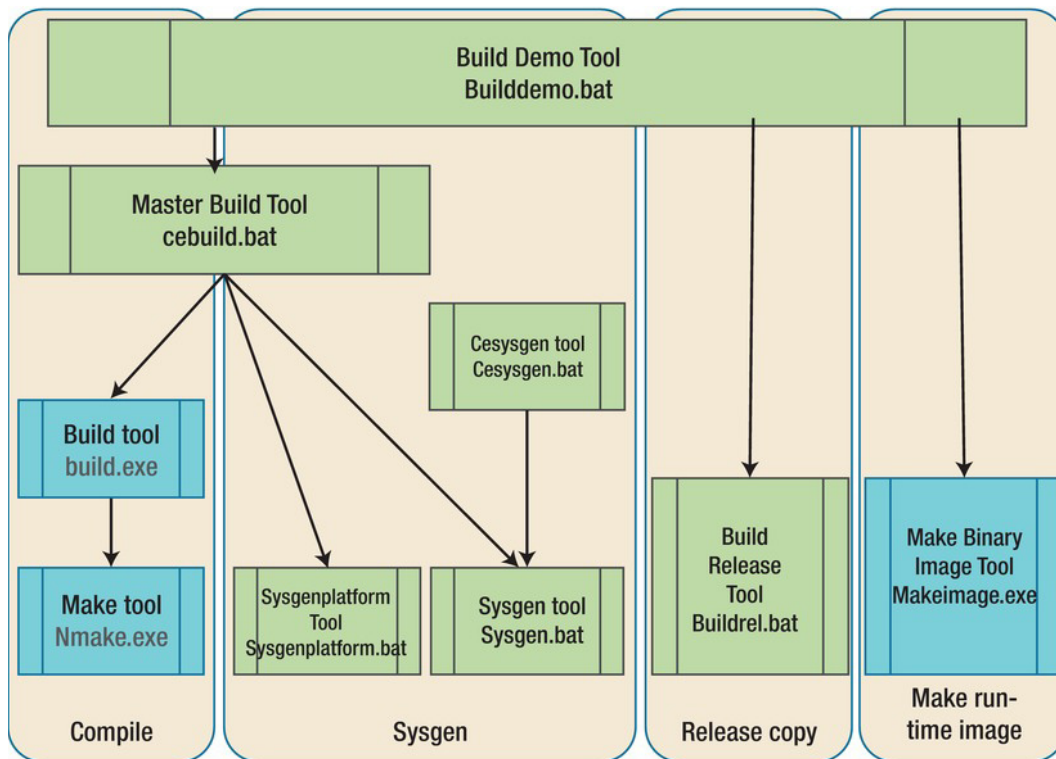 Build Demo Tool
Builddemo.bat
Master Build Tool
cebuild.bat
Cesysgen tool
Cesysgen.bat
Build tool
build.exe
Build
Release
Tool
Buildrel.bat
Make Binary
Image Tool
Makeimage.exe
Make tool
Nmake.exe
Sysgenplatform
Tool
Sysgenplatform.bat
Sysgen tool
Sysgen.bat
Compile
Sysgen
Release copy
Make run-
time image